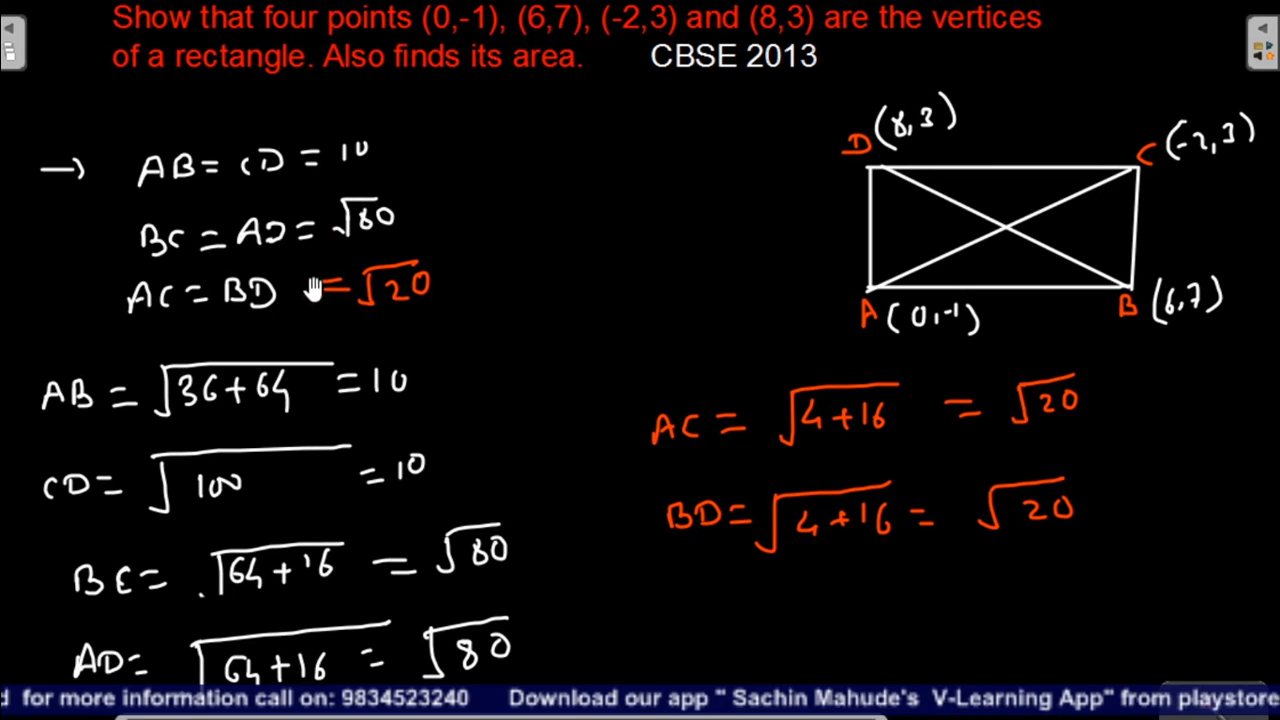 Show that four points (0,-1), (6,7), (-2,3) and (8,3) are the vertices
of a rectangle. Also finds its area. CBSE 2013
→ AB = CD = 10
BC = AD = √80
AC = BD = √20
AB = √36+64 = 10
CD = √100 = 10
BC = √64+16 = √80
AD = √64+16 = √80
D (8,3)
C (-2,3)
A (0,-1)
B (6,7)
AC = √4+16 = √20
BD = √4+16 = √20
d for more information call on: 9834523240 Download our app " Sachin Mahude's V-Learning App" from playstore